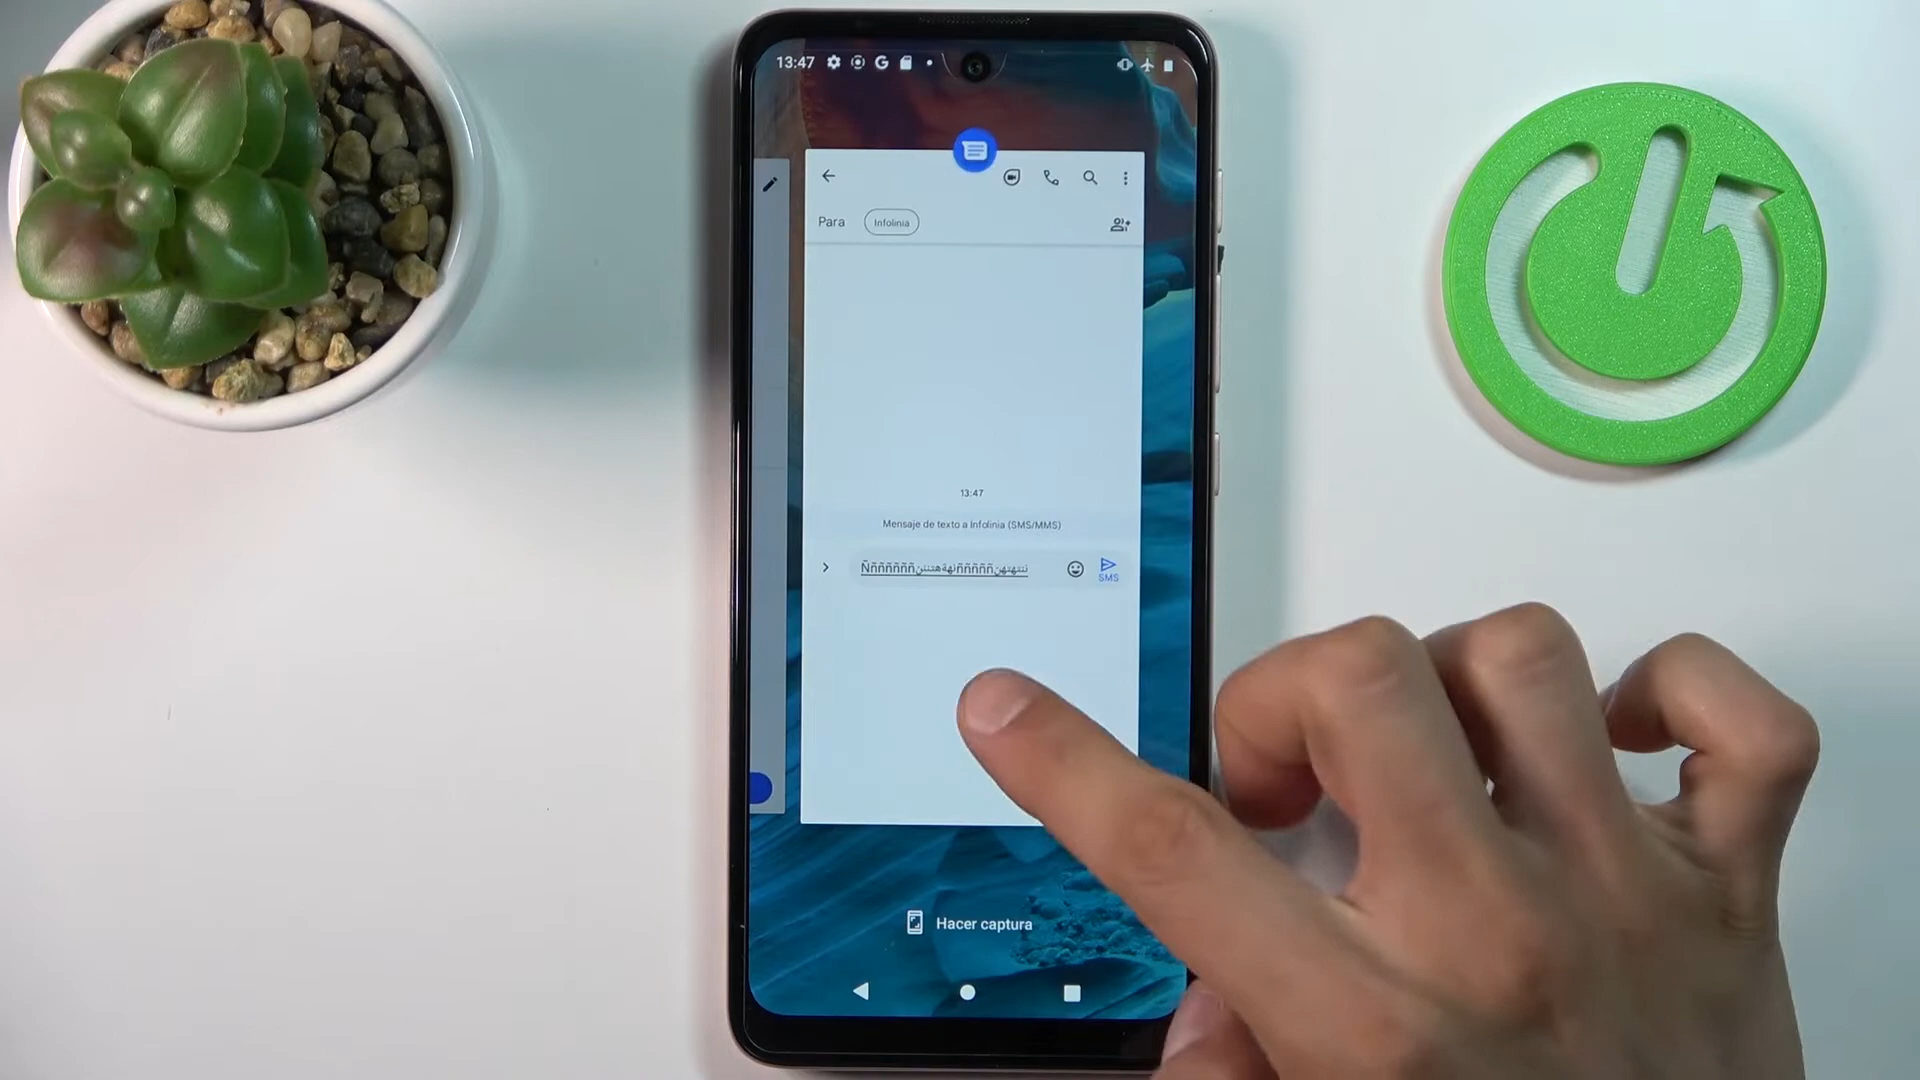 13:47
Para Infolinia
13:47
Mensaje de texto a Infolinia (SMS/MMS)
SMS
Hacer captura